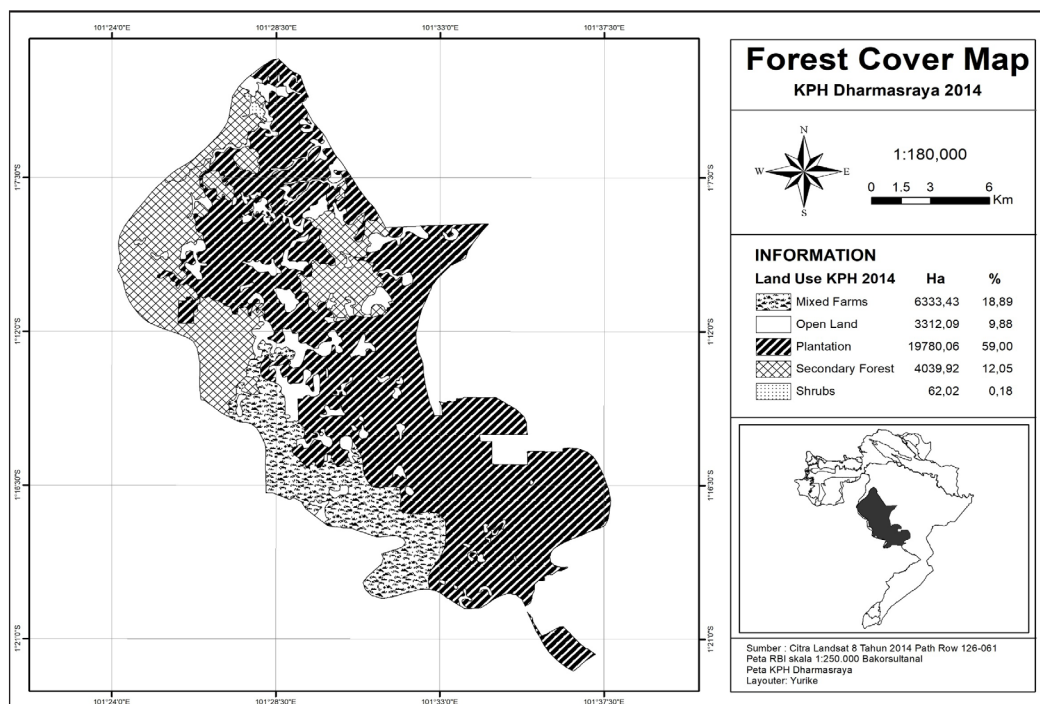 101°24'0"E 101°28'30"E 101°33'0"E 101°37'30"E
1°7'30"S 1°7'30"S
1°12'0"S 1°12'0"S
1°16'30"S 1°16'30"S
1°21'0"S 1°21'0"S
101°24'0"E 101°28'30"E 101°33'0"E 101°37'30"E
Forest Cover Map
KPH Dharmasraya 2014
N
W E
S
1:180,000
0 1.5 3 6
Km
INFORMATION
Land Use KPH 2014 Ha %
Mixed Farms 6333,43 18,89
Open Land 3312,09 9,88
Plantation 19780,06 59,00
Secondary Forest 4039,92 12,05
Shrubs 62,02 0,18
Sumber : Citra Landsat 8 Tahun 2014 Path Row 126-061
Peta RBI skala 1:250.000 Bakorsultanal
Peta KPH Dharmasraya
Layouter: Yurike